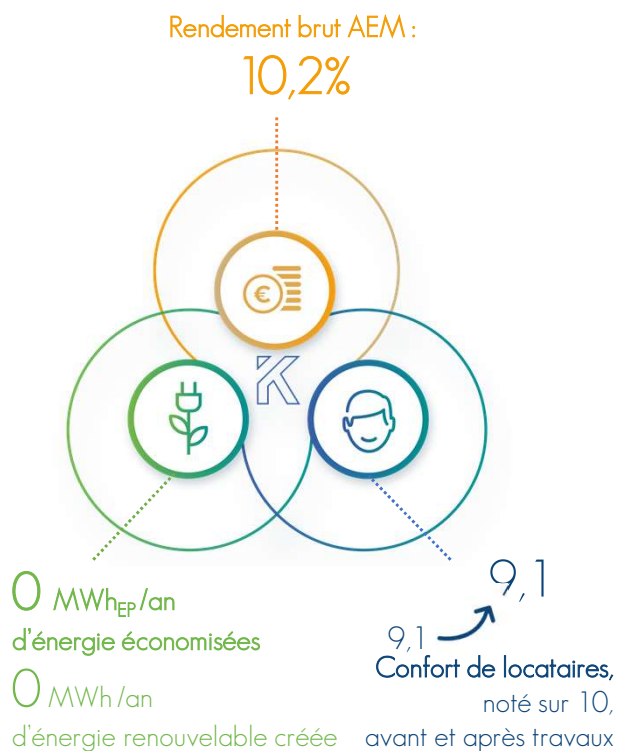 Rendement brut AEM :
10,2%
€
K
0 MWhEP/an
d'énergie économisées
0 MWh/an
d'énergie renouvelable créée
9,1
9,1
Confort de locataires,
noté sur 10,
avant et après travaux